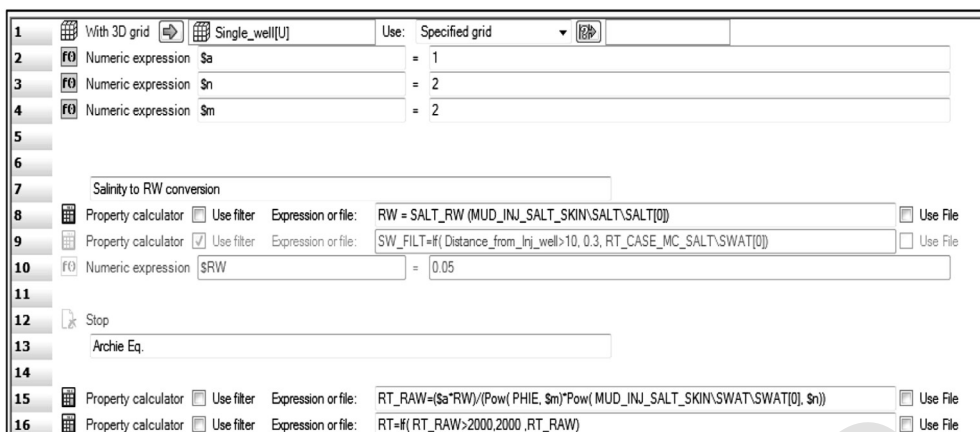 1 With 3D grid Single_well[U] Use: Specified grid
2 f() Numeric expression $a = 1
3 f() Numeric expression $n = 2
4 f() Numeric expression $m = 2
5
6
7 Salinity to RW conversion
8 Property calculator Use filter Expression or file: RW = SALT_RW (MUD_INJ_SALT_SKIN\SALT\SALT[0]) Use File
9 Property calculator Use filter Expression or file: SW_FILT=If( Distance_from_Inj_well>10, 0.3, RT_CASE_MC_SALT\SWAT[0]) Use File
10 f() Numeric expression $RW = 0.05
11
12 Stop
13 Archie Eq.
14
15 Property calculator Use filter Expression or file: RT_RAW=($a*RW)/(Pow( PHIE, $m)*Pow( MUD_INJ_SALT_SKIN\SWAT\SWAT[0], $n)) Use File
16 Property calculator Use filter Expression or file: RT=If( RT_RAW>2000,2000 ,RT_RAW) Use File